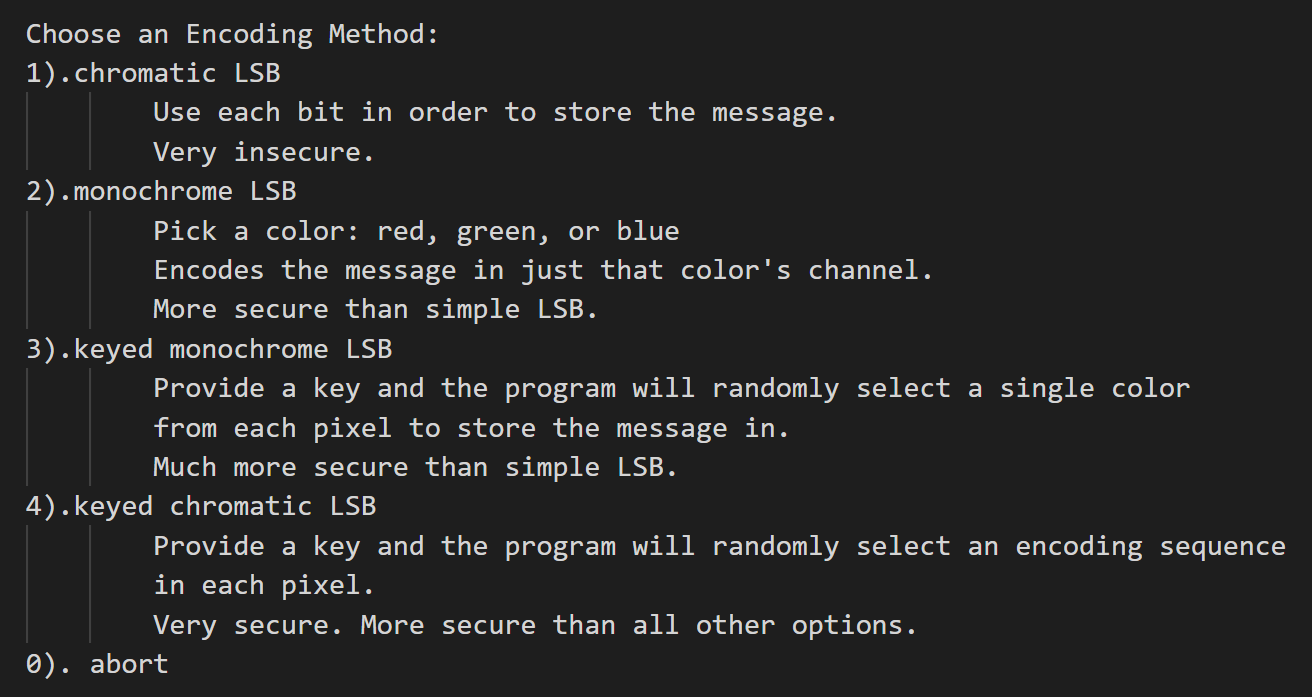 Choose an Encoding Method:
1).chromatic LSB
Use each bit in order to store the message.
Very insecure.
2).monochrome LSB
Pick a color: red, green, or blue
Encodes the message in just that color's channel.
More secure than simple LSB.
3).keyed monochrome LSB
Provide a key and the program will randomly select a single color
from each pixel to store the message in.
Much more secure than simple LSB.
4).keyed chromatic LSB
Provide a key and the program will randomly select an encoding sequence
in each pixel.
Very secure. More secure than all other options.
0). abort